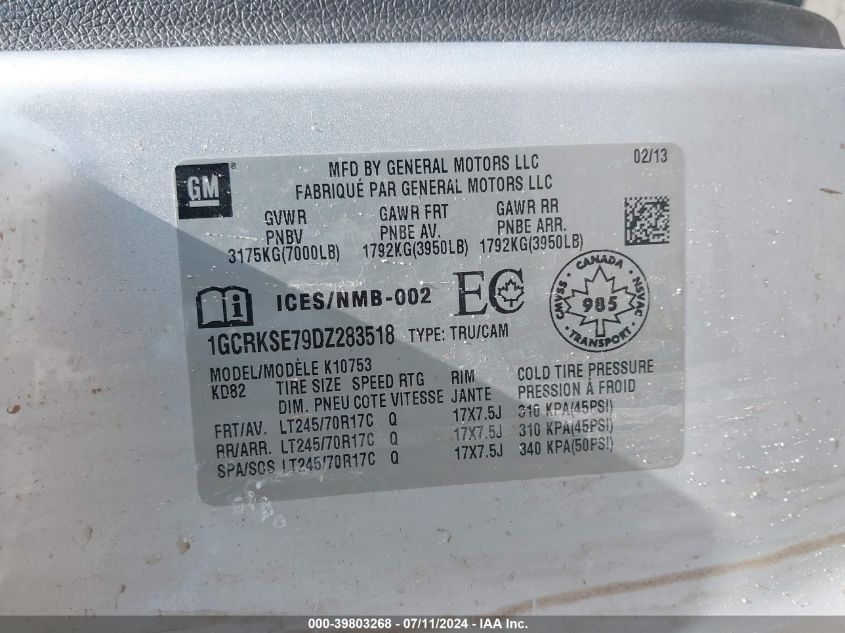 GM
MFD BY GENERAL MOTORS LLC 02/13
FABRIQUÉ PAR GENERAL MOTORS LLC
GVWR GAWR FRT GAWR RR
PNBV PNBE AV. PNBE ARR.
3175KG(7000LB) 1792KG(3950LB) 1792KG(3950LB)
ICES/NMB-002 EC CANADA CMVSS 985 NSVAC TRANSPORT
1GCRKSE79DZ283518 TYPE: TRU/CAM
MODEL/MODÈLE K10753
KD82 TIRE SIZE SPEED RTG RIM COLD TIRE PRESSURE
DIM. PNEU COTE VITESSE JANTE PRESSION À FROID
FRT/AV. LT245/70R17C Q 17X7.5J 310 KPA(45PSI)
RR/ARR. LT245/70R17C Q 17X7.5J 310 KPA(45PSI)
SPA/SCS LT245/70R17C Q 17X7.5J 340 KPA(50PSI)
000-39803268 - 07/11/2024 - IAAI.com